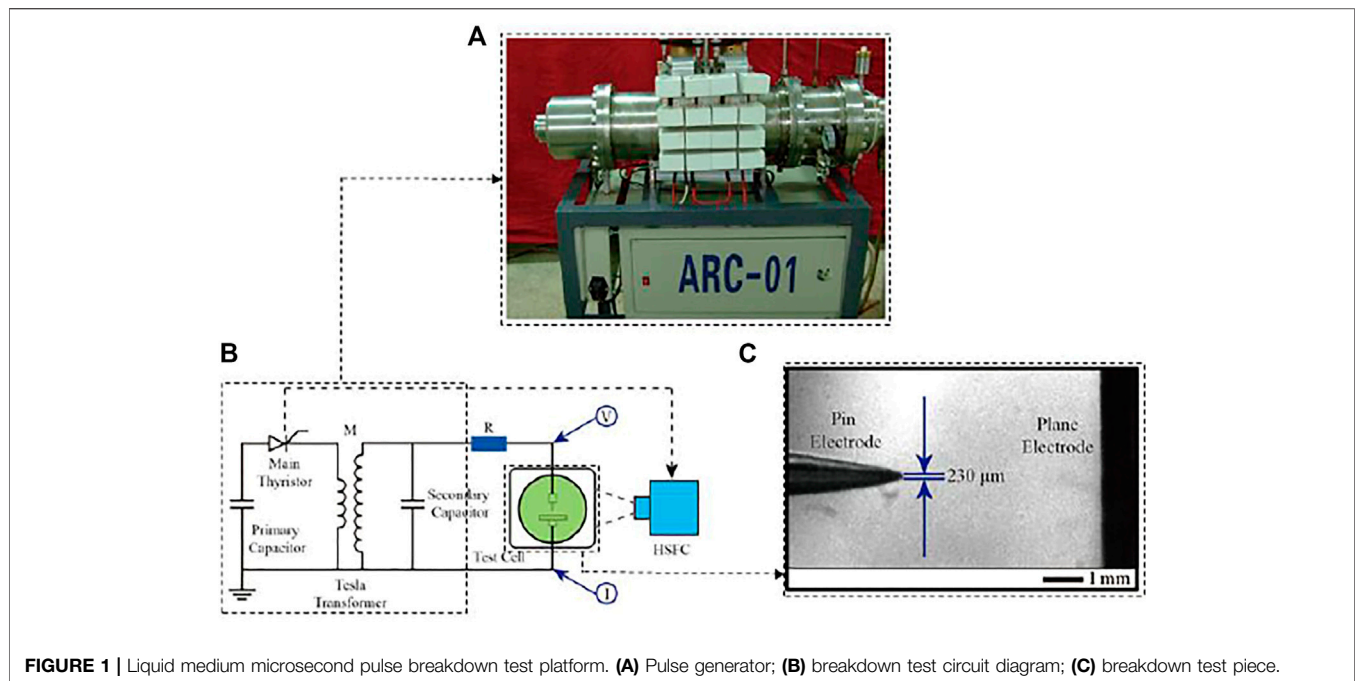 A
ARC-01
B
C
M
R
V
Main
Thyristor
Primary
Capacitor
Secondary
Capacitor
Tesla
Transformer
Test Cell
I
HSFC
Pin
Electrode
Plane
Electrode
230 μm
1 mm
FIGURE 1 | Liquid medium microsecond pulse breakdown test platform. (A) Pulse generator; (B) breakdown test circuit diagram; (C) breakdown test piece.